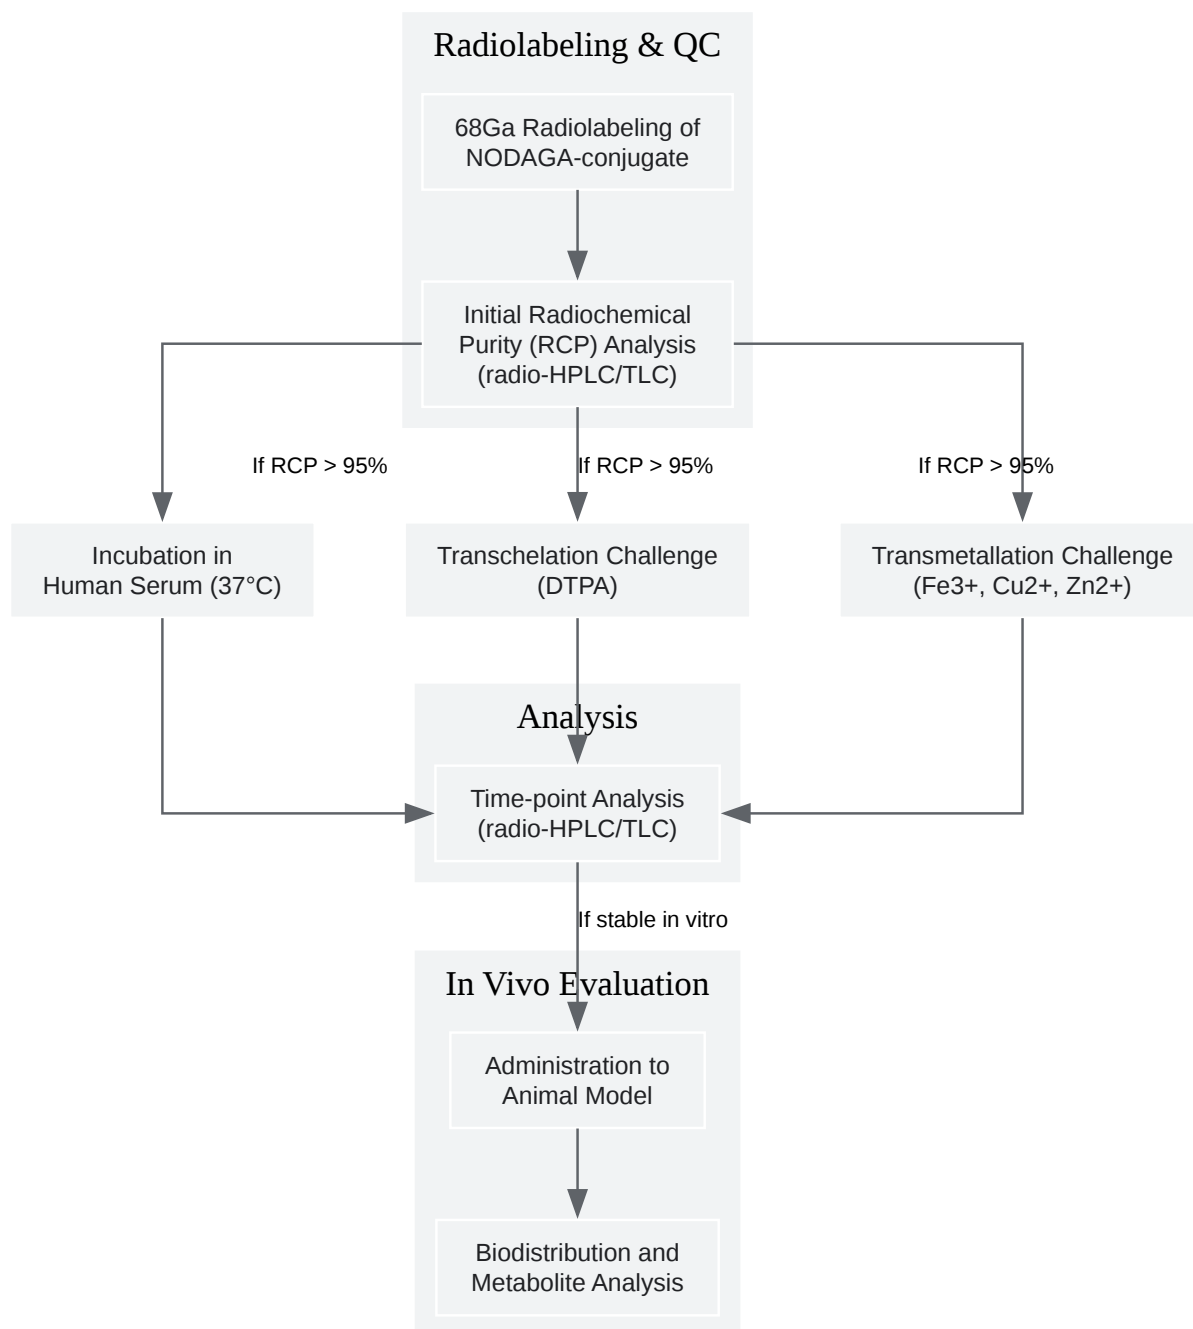 Radiolabeling & QC
68Ga Radiolabeling of
NODAGA-conjugate
Initial Radiochemical
Purity (RCP) Analysis
(radio-HPLC/TLC)
If RCP > 95%
If RCP > 95%
If RCP > 95%
Incubation in
Human Serum (37°C)
Transchelation Challenge
(DTPA)
Transmetallation Challenge
(Fe3+, Cu2+, Zn2+)
Analysis
Time-point Analysis
(radio-HPLC/TLC)
If stable in vitro
In Vivo Evaluation
Administration to
Animal Model
Biodistribution and
Metabolite Analysis